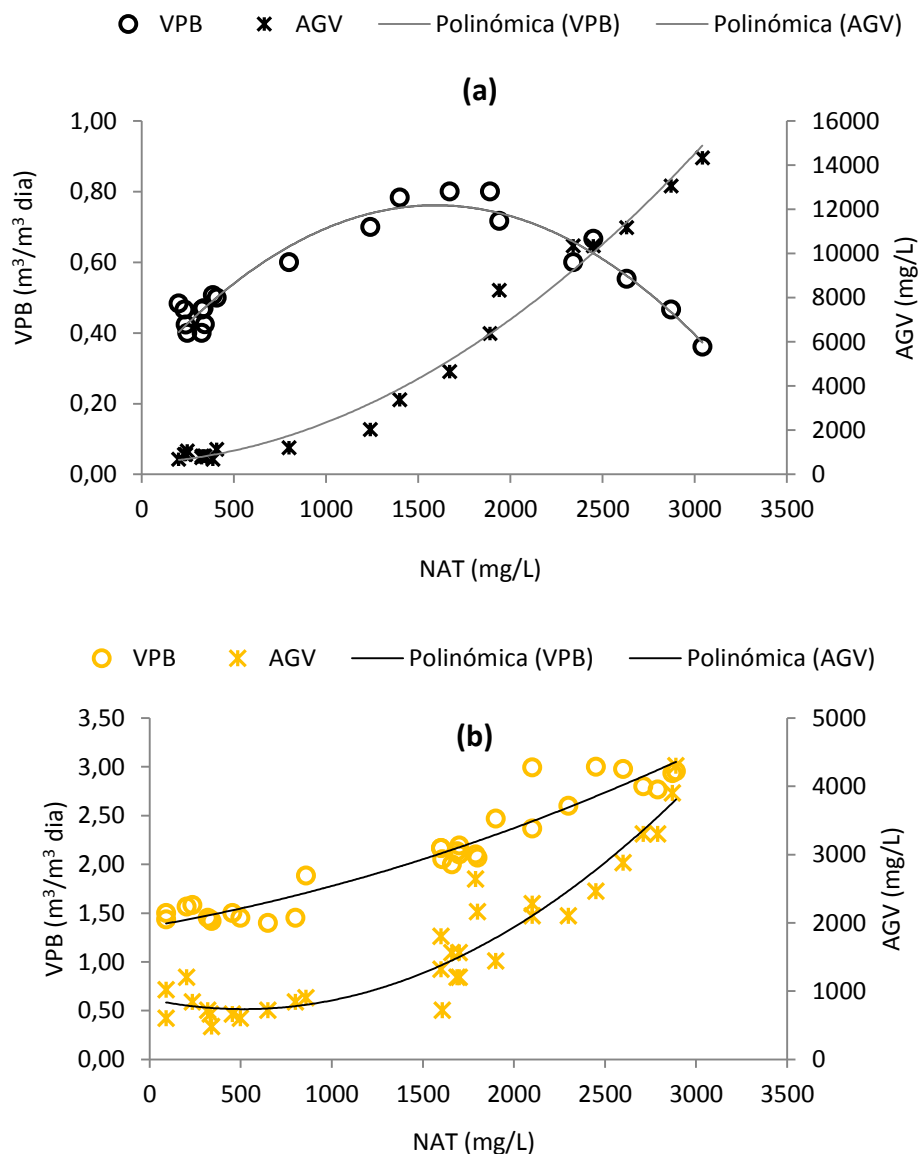 VPB AGV Polinómica (VPB) Polinómica (AGV)
(a)
VPB (m³/m³ dia)
1,00
0,80
0,60
0,40
0,20
0,00
16000
14000
12000
10000
8000
6000
4000
2000
0
AGV (mg/L)
0 500 1000 1500 2000 2500 3000 3500
NAT (mg/L)
VPB AGV Polinómica (VPB) Polinómica (AGV)
(b)
VPB (m³/m³ dia)
3,50
3,00
2,50
2,00
1,50
1,00
0,50
0,00
5000
4000
3000
2000
1000
0
AGV (mg/L)
0 500 1000 1500 2000 2500 3000 3500
NAT (mg/L)